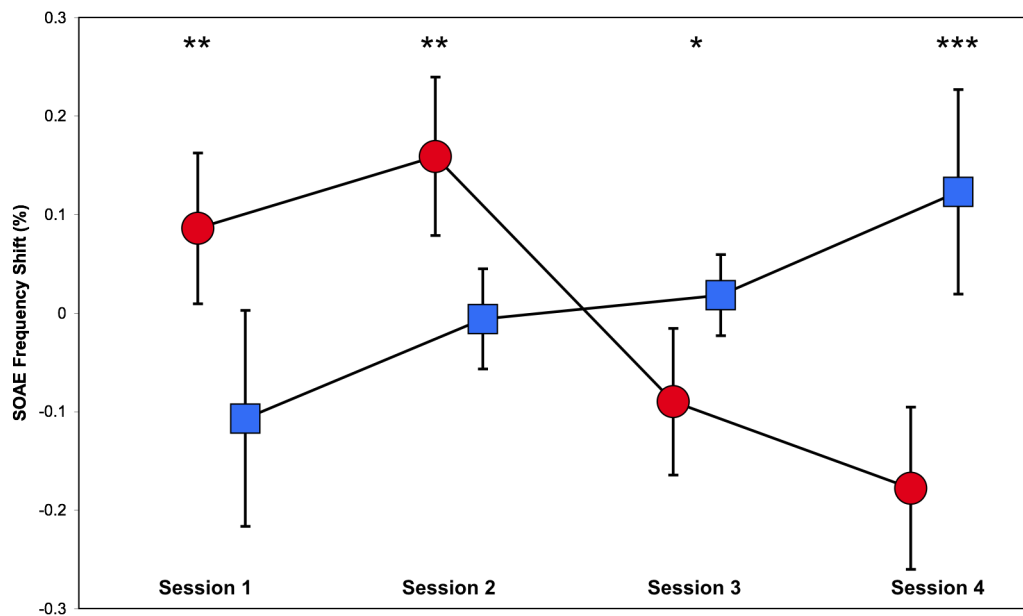 0.3
** ** * ***
0.2
0.1
0
-0.1
-0.2
-0.3
SOAE Frequency Shift (%)
Session 1 Session 2 Session 3 Session 4